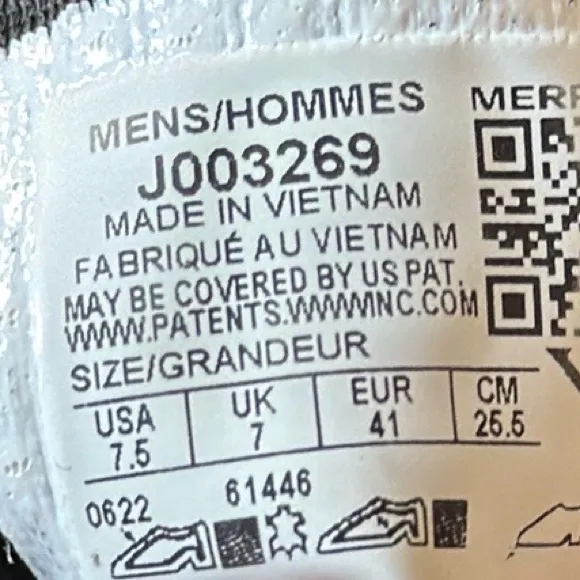 MENS/HOMMES
J003269
MADE IN VIETNAM
FABRIQUÉ AU VIETNAM
MAY BE COVERED BY US PAT.
WWW.PATENTS.WWWINC.COM
SIZE/GRANDEUR
USA UK EUR CM
7.5 7 41 25.5
0622 61446